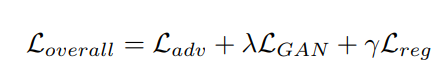 ℒ_overall = ℒ_adv + λℒ_GAN + γℒ_reg